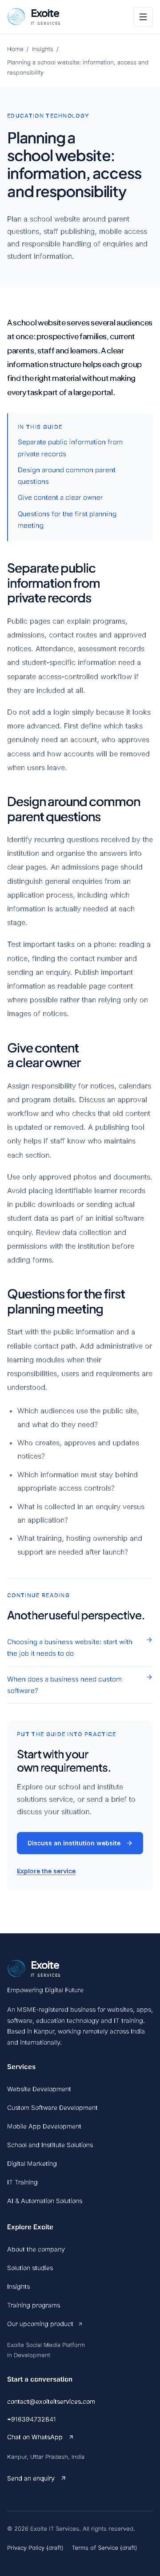 Exoite
IT SERVICES
Home / Insights /
Planning a school website: information, access and
responsibility
EDUCATION TECHNOLOGY
Planning a
school website:
information, access
and responsibility
Plan a school website around parent
questions, staff publishing, mobile access
and responsible handling of enquiries and
student information.
A school website serves several audiences
at once: prospective families, current
parents, staff and learners. A clear
information structure helps each group
find the right material without making
every task part of a large portal.
IN THIS GUIDE
Separate public information from
private records
Design around common parent
questions
Give content a clear owner
Questions for the first planning
meeting
Separate public
information from
private records
Public pages can explain programs,
admissions, contact routes and approved
notices. Attendance, assessment records
and student-specific information need a
separate access-controlled workflow if
they are included at all.
Do not add a login simply because it looks
more advanced. First define which tasks
genuinely need an account, who approves
access and how accounts will be removed
when users leave.
Design around common
parent questions
Identify recurring questions received by the
institution and organise the answers into
clear pages. An admissions page should
distinguish general enquiries from an
application process, including which
information is actually needed at each
stage.
Test important tasks on a phone: reading a
notice, finding the contact number and
sending an enquiry. Publish important
information as readable page content
where possible rather than relying only on
images of notices.
Give content
a clear owner
Assign responsibility for notices, calendars
and program details. Discuss an approval
workflow and who checks that old content
is updated or removed. A publishing tool
only helps if staff know who maintains
each section.
Use only approved photos and documents.
Avoid placing identifiable learner records
in public downloads or sending actual
student data as part of an initial software
enquiry. Review data collection and
permissions with the institution before
adding forms.
Questions for the first
planning meeting
Start with the public information and a
reliable contact path. Add administrative or
learning modules when their
responsibilities, users and requirements are
understood.
• Which audiences use the public site,
and what do they need?
• Who creates, approves and updates
notices?
• Which information must stay behind
appropriate access controls?
• What is collected in an enquiry versus
an application?
• What training, hosting ownership and
support are needed after launch?
CONTINUE READING
Another useful perspective.
Choosing a business website: start with →
the job it needs to do
When does a business need custom →
software?
PUT THE GUIDE INTO PRACTICE
Start with your
own requirements.
Explore our school and institute
solutions service, or send a brief to
discuss your situation.
Discuss an institution website →
Explore the service
Exoite
IT SERVICES
Empowering Digital Future
An MSME-registered business for websites, apps,
software, education technology and IT training.
Based in Kanpur, working remotely across India
and internationally.
Services
Website Development
Custom Software Development
Mobile App Development
School and Institute Solutions
Digital Marketing
IT Training
AI & Automation Solutions
Explore Exoite
About the company
Solution studies
Insights
Training programs
Our upcoming product ↗
Exoite Social Media Platform
In Development
Start a conversation
contact@exoiteitservices.com
+916394732841
Chat on WhatsApp ↗
Kanpur, Uttar Pradesh, India
Send an enquiry ↗
© 2026 Exoite IT Services. All rights reserved.
Privacy Policy (draft) Terms of Service (draft)